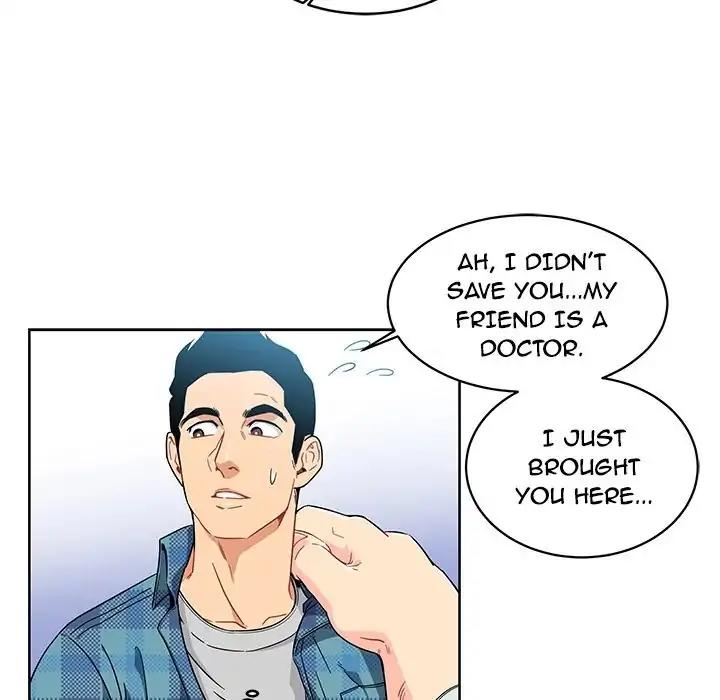 AH, I DIDN'T
SAVE YOU...MY
FRIEND IS A
DOCTOR.
I JUST
BROUGHT
YOU HERE...